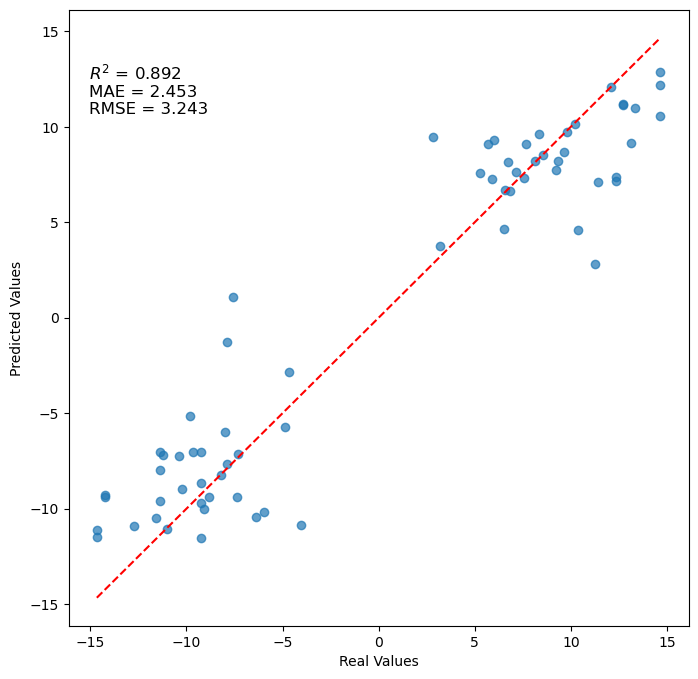 R² = 0.892
MAE = 2.453
RMSE = 3.243
15
10
5
0
−5
−10
−15
Predicted Values
−15 −10 −5 0 5 10 15
Real Values